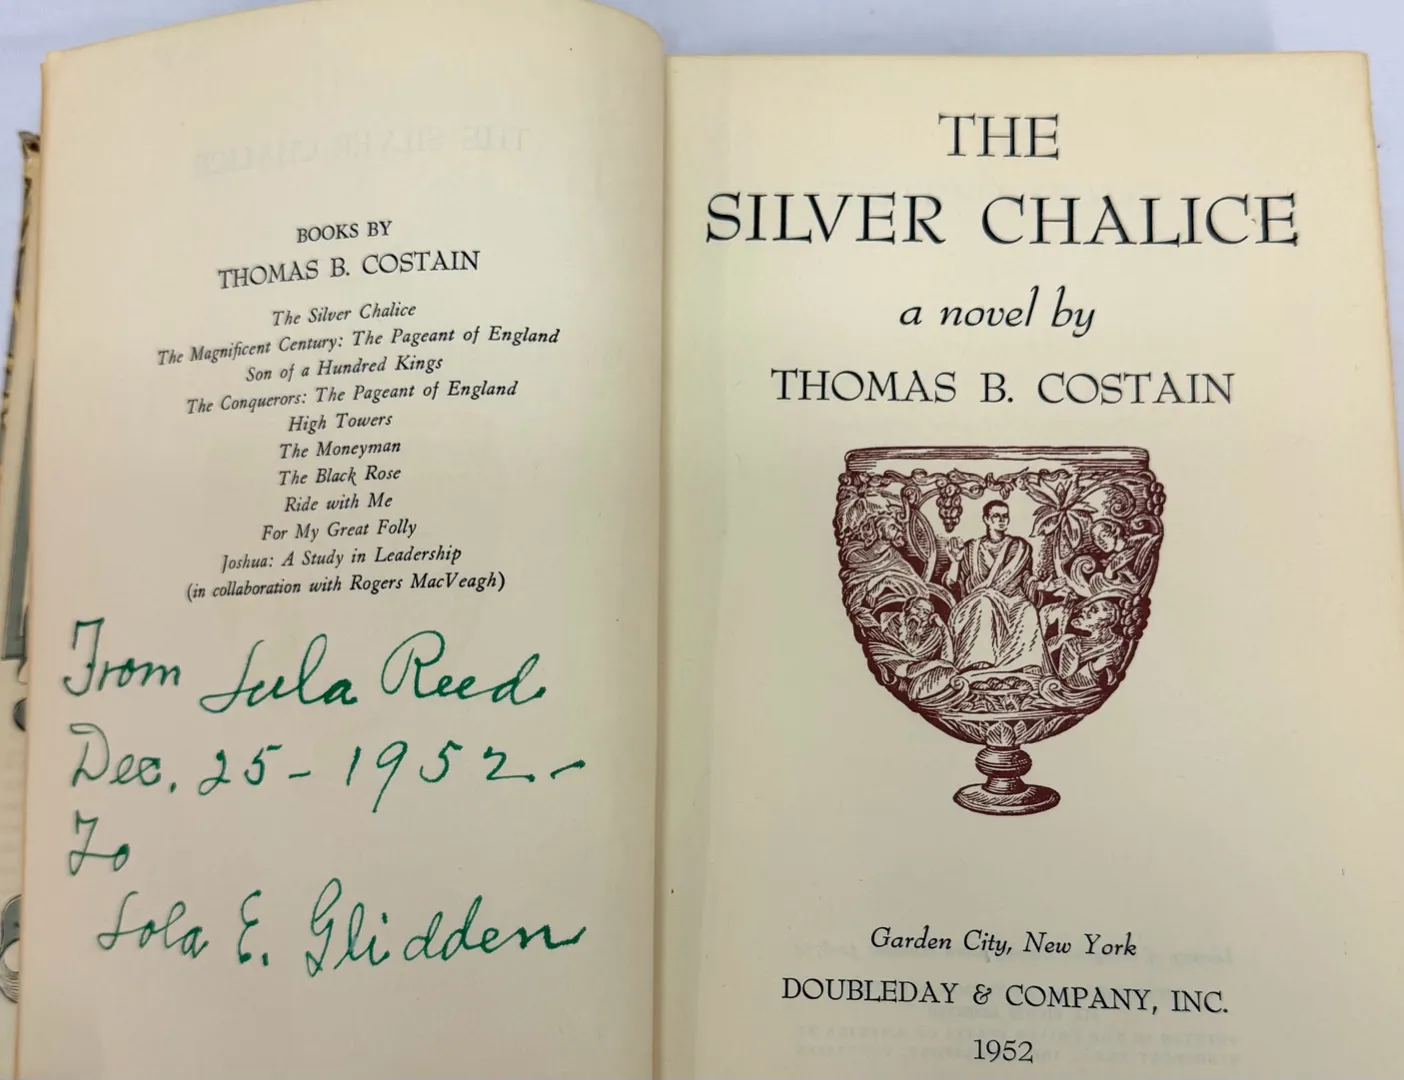 BOOKS BY
THOMAS B. COSTAIN
The Silver Chalice
The Magnificent Century: The Pageant of England
Son of a Hundred Kings
The Conquerors: The Pageant of England
High Towers
The Moneyman
The Black Rose
Ride with Me
For My Great Folly
Joshua: A Study in Leadership
(in collaboration with Rogers MacVeagh)
From Lula Reed
Dec. 25 - 1952 -
To
Lola E. Glidden
THE
SILVER CHALICE
a novel by
THOMAS B. COSTAIN
Garden City, New York
DOUBLEDAY & COMPANY, INC.
1952